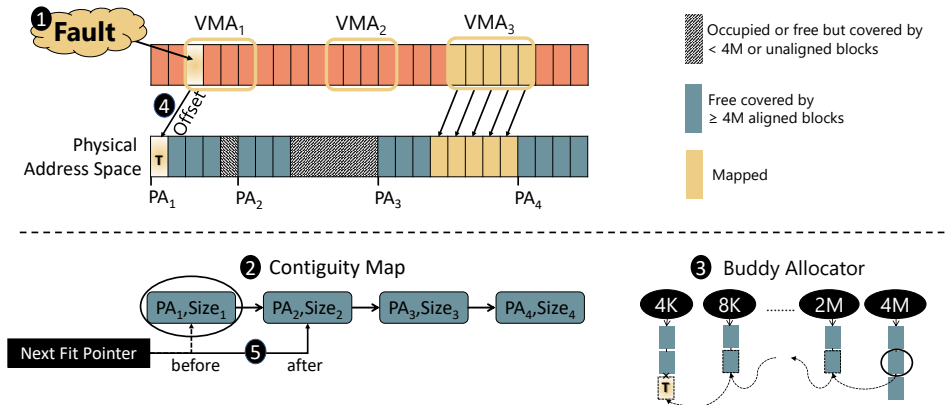 1
Fault
VMA1
VMA2
VMA3
4
Offset
Physical
Address Space
T
PA1
PA2
PA3
PA4
Occupied or free but covered by
< 4M or unaligned blocks
Free covered by
≥ 4M aligned blocks
Mapped
2 Contiguity Map
PA1,Size1
PA2,Size2
PA3,Size3
PA4,Size4
Next Fit Pointer
before
5
after
3 Buddy Allocator
4K
8K
........
2M
4M
T